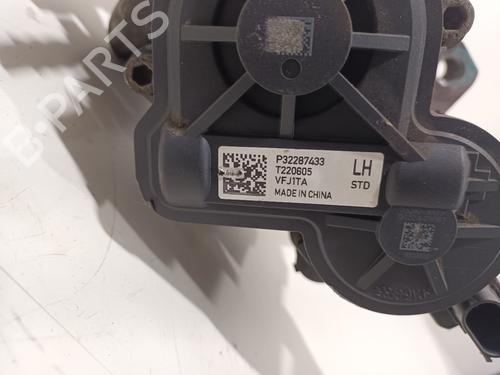 B-PARTS
P32287433
T220605
VFJ1TA
MADE IN CHINA
LH
STD